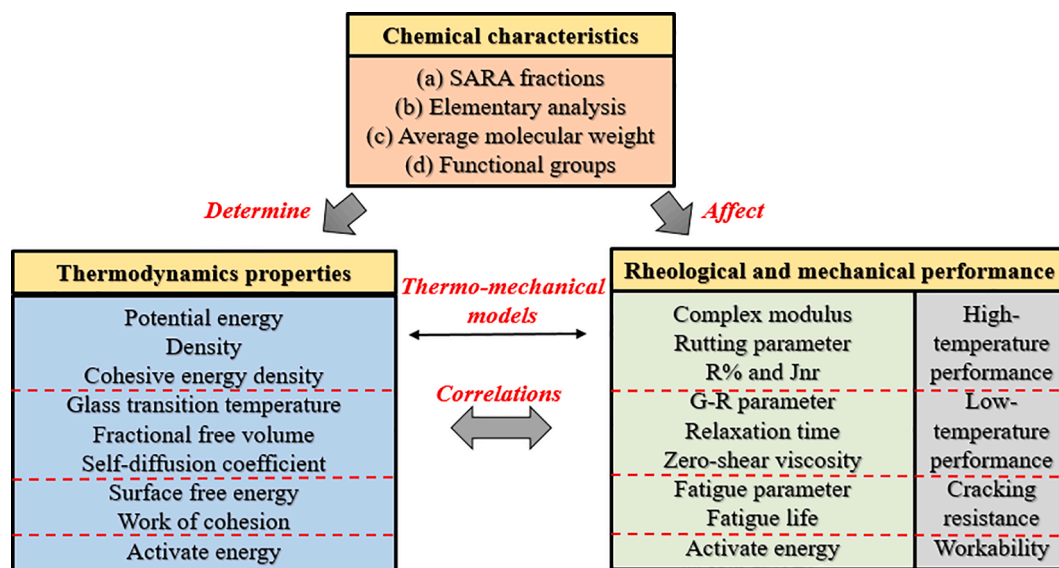 Chemical characteristics
(a) SARA fractions
(b) Elementary analysis
(c) Average molecular weight
(d) Functional groups
Determine
Affect
Thermodynamics properties
Potential energy
Density
Cohesive energy density
Glass transition temperature
Fractional free volume
Self-diffusion coefficient
Surface free energy
Work of cohesion
Activate energy
Thermo-mechanical
models
Correlations
Rheological and mechanical performance
Complex modulus
Rutting parameter
R% and Jnr
G-R parameter
Relaxation time
Zero-shear viscosity
Fatigue parameter
Fatigue life
Activate energy
High-
temperature
performance
Low-
temperature
performance
Cracking
resistance
Workability